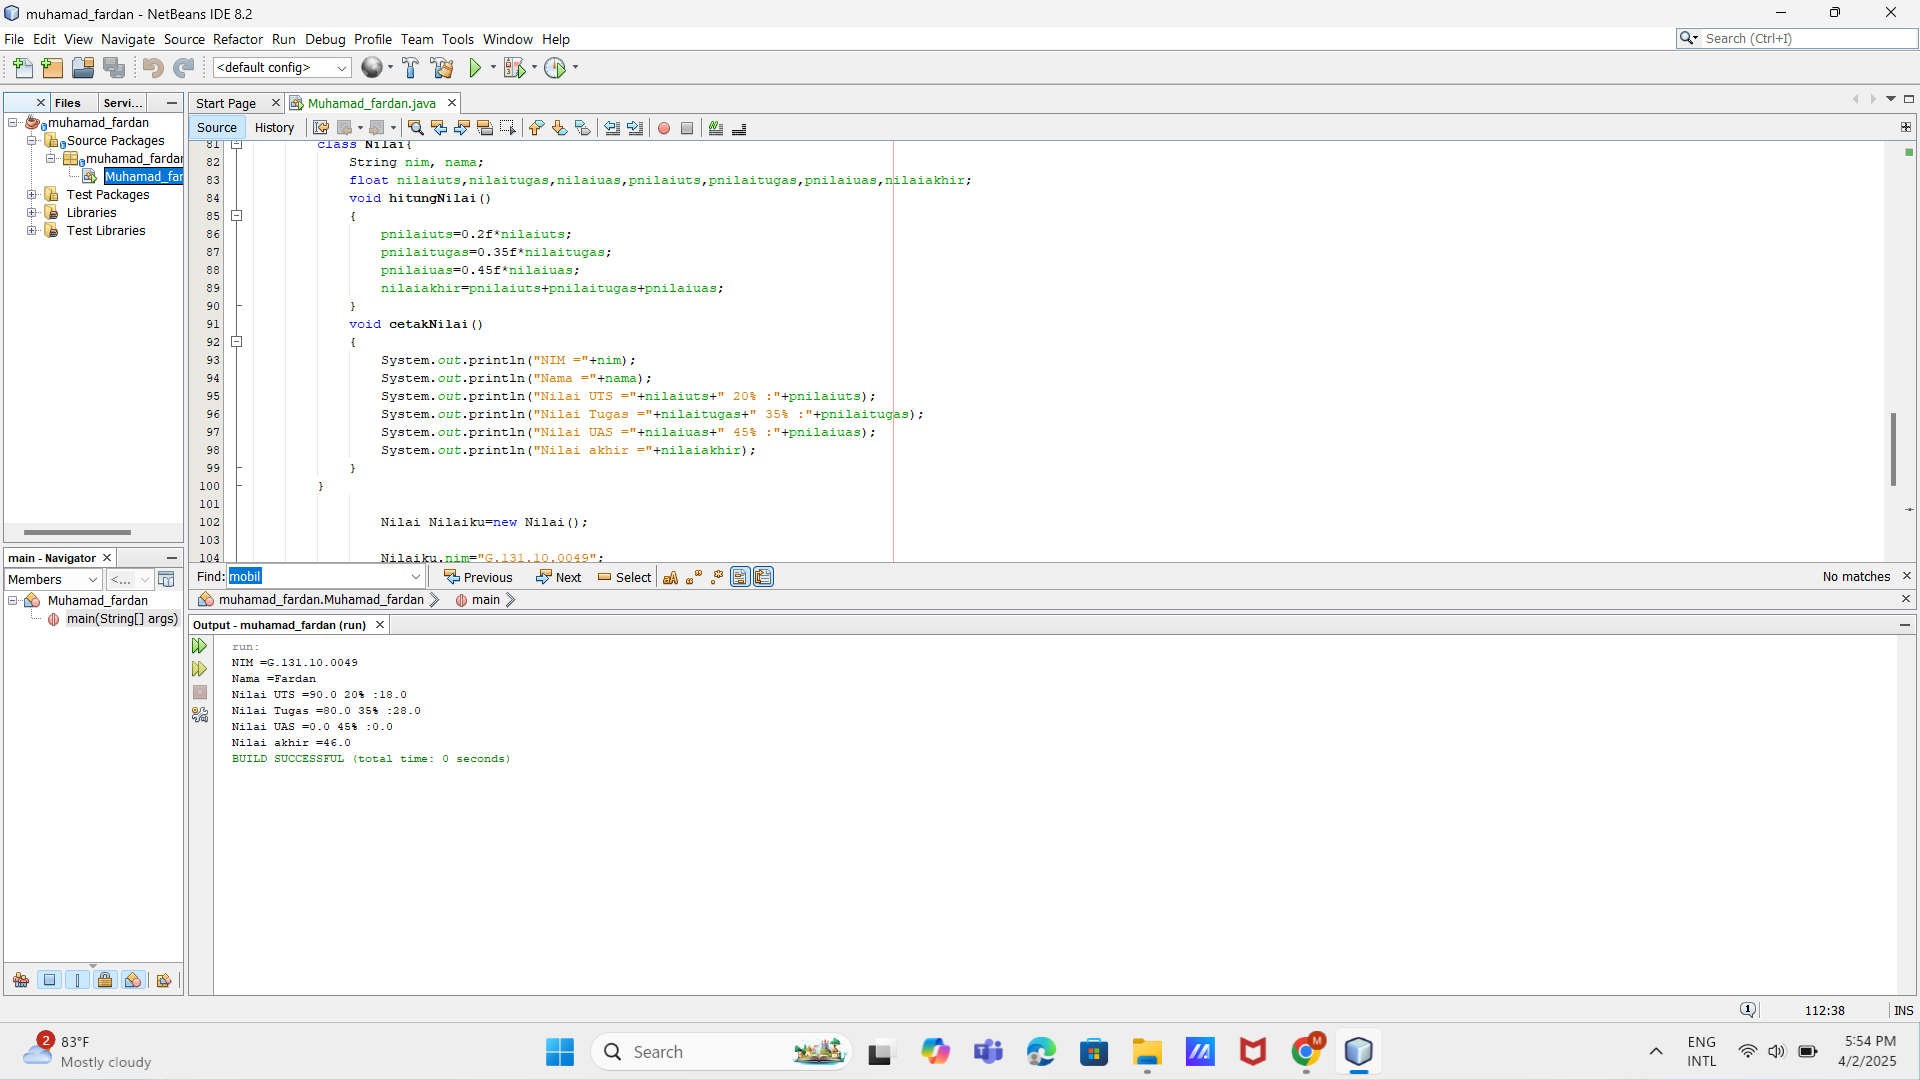 muhamad_fardan - NetBeans IDE 8.2
File Edit View Navigate Source Refactor Run Debug Profile Team Tools Window Help
Search (Ctrl+I)
<default config>
Files Servi...
Start Page Muhamad_fardan.java
Source History
muhamad_fardan
Source Packages
muhamad_fardan
Muhamad_far
Test Packages
Libraries
Test Libraries
81 class Nilai{
82 String nim, nama;
83 float nilaiuts,nilaitugas,nilaiuas,pnilaiuts,pnilaitugas,pnilaiuas,nilaiakhir;
84 void hitungNilai()
85 {
86 pnilaiuts=0.2f*nilaiuts;
87 pnilaitugas=0.35f*nilaitugas;
88 pnilaiuas=0.45f*nilaiuas;
89 nilaiakhir=pnilaiuts+pnilaitugas+pnilaiuas;
90 }
91 void cetakNilai()
92 {
93 System.out.println("NIM ="+nim);
94 System.out.println("Nama ="+nama);
95 System.out.println("Nilai UTS ="+nilaiuts+" 20% :"+pnilaiuts);
96 System.out.println("Nilai Tugas ="+nilaitugas+" 35% :"+pnilaitugas);
97 System.out.println("Nilai UAS ="+nilaiuas+" 45% :"+pnilaiuas);
98 System.out.println("Nilai akhir ="+nilaiakhir);
99 }
100 }
101
102 Nilai Nilaiku=new Nilai();
103
104 Nilaiku.nim="G.131.10.0049";
Find: mobil Previous Next Select No matches
muhamad_fardan.Muhamad_fardan main
main - Navigator
Members <...
Muhamad_fardan
main(String[] args)
Output - muhamad_fardan (run)
run:
NIM =G.131.10.0049
Nama =Fardan
Nilai UTS =90.0 20% :18.0
Nilai Tugas =80.0 35% :28.0
Nilai UAS =0.0 45% :0.0
Nilai akhir =46.0
BUILD SUCCESSFUL (total time: 0 seconds)
1 112:38 INS
2 83°F
Mostly cloudy
Search
M
ENG
INTL
5:54 PM
4/2/2025